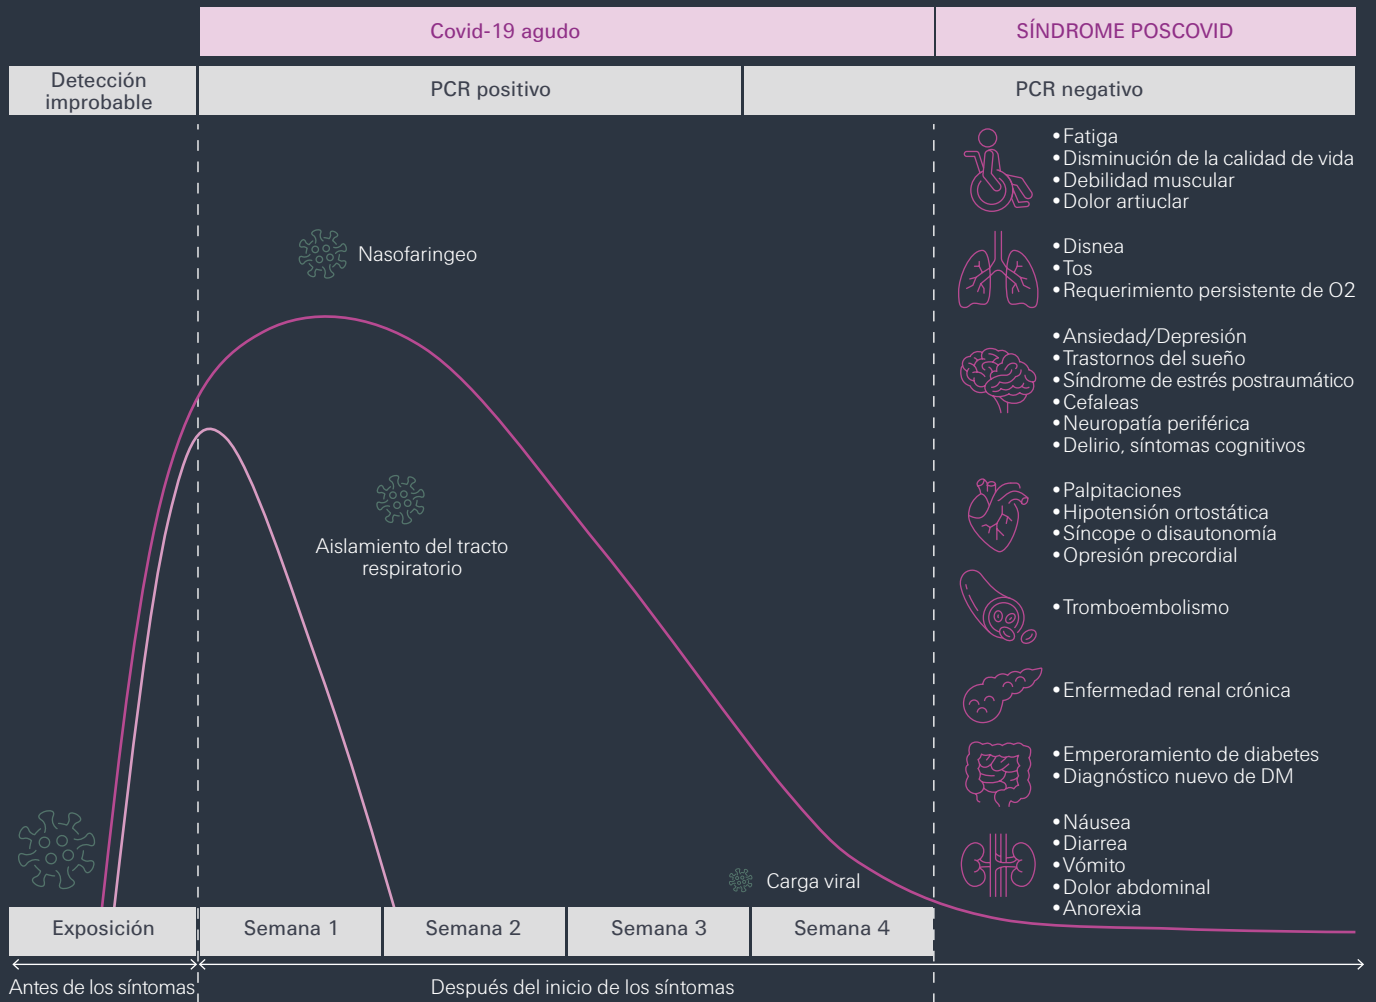 Covid-19 agudo
SÍNDROME POSCOVID
Detección
improbable
PCR positivo
PCR negativo
•Fatiga
•Disminución de la calidad de vida
•Debilidad muscular
•Dolor artiuclar
Nasofaringeo
•Disnea
•Tos
•Requerimiento persistente de O2
•Ansiedad/Depresión
•Trastornos del sueño
•Síndrome de estrés postraumático
•Cefaleas
•Neuropatía periférica
•Delirio, síntomas cognitivos
Aislamiento del tracto
respiratorio
•Palpitaciones
•Hipotensión ortostática
•Síncope o disautonomía
•Opresión precordial
•Tromboembolismo
•Enfermedad renal crónica
•Emperoramiento de diabetes
•Diagnóstico nuevo de DM
•Náusea
•Diarrea
•Vómito
•Dolor abdominal
•Anorexia
Carga viral
Exposición
Semana 1
Semana 2
Semana 3
Semana 4
Antes de los síntomas
Después del inicio de los síntomas